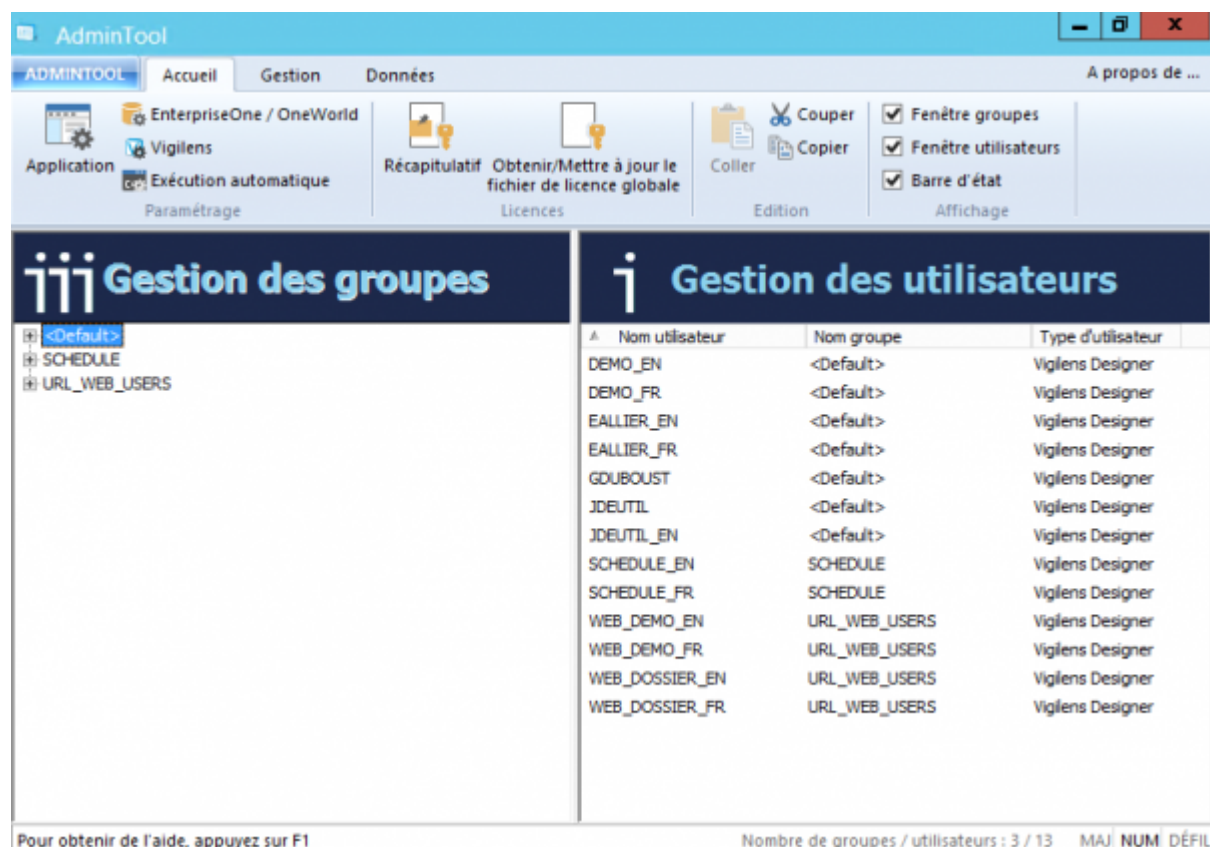 AdminTool
ADMINTOOL Accueil Gestion Données A propos de ...
Application
EnterpriseOne / OneWorld
Vigilens
Exécution automatique
Paramétrage
Récapitulatif
Obtenir/Mettre à jour le
fichier de licence globale
Licences
Coller
Couper
Copier
Edition
Fenêtre groupes
Fenêtre utilisateurs
Barre d'état
Affichage
Gestion des groupes
<Default>
SCHEDULE
URL_WEB_USERS
Gestion des utilisateurs
Nom utilisateur Nom groupe Type d'utilisateur
DEMO_EN <Default> Vigilens Designer
DEMO_FR <Default> Vigilens Designer
EALLIER_EN <Default> Vigilens Designer
EALLIER_FR <Default> Vigilens Designer
GDUBOUST <Default> Vigilens Designer
JDEUTIL <Default> Vigilens Designer
JDEUTIL_EN <Default> Vigilens Designer
SCHEDULE_EN SCHEDULE Vigilens Designer
SCHEDULE_FR SCHEDULE Vigilens Designer
WEB_DEMO_EN URL_WEB_USERS Vigilens Designer
WEB_DEMO_FR URL_WEB_USERS Vigilens Designer
WEB_DOSSIER_EN URL_WEB_USERS Vigilens Designer
WEB_DOSSIER_FR URL_WEB_USERS Vigilens Designer
Pour obtenir de l'aide, appuyez sur F1 Nombre de groupes / utilisateurs : 3 / 13 MAJ NUM DÉFIL